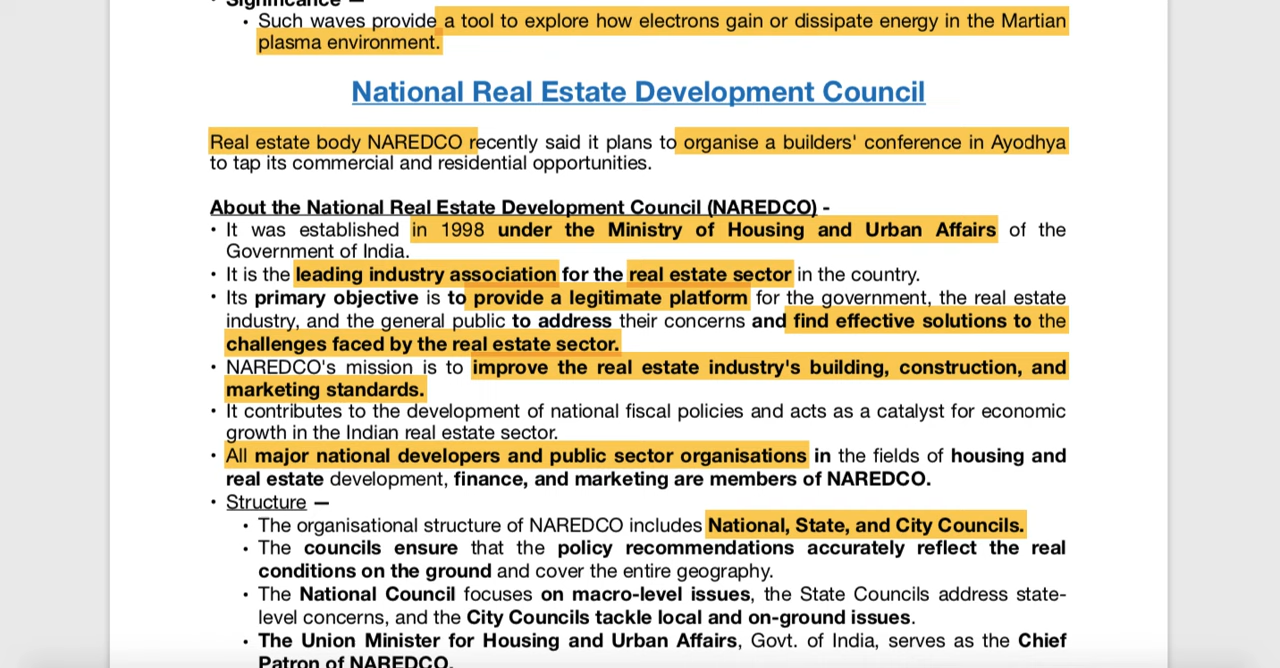 • Significance —
• Such waves provide a tool to explore how electrons gain or dissipate energy in the Martian
plasma environment.
National Real Estate Development Council
Real estate body NAREDCO recently said it plans to organise a builders' conference in Ayodhya
to tap its commercial and residential opportunities.
About the National Real Estate Development Council (NAREDCO) -
• It was established in 1998 under the Ministry of Housing and Urban Affairs of the
Government of India.
• It is the leading industry association for the real estate sector in the country.
• Its primary objective is to provide a legitimate platform for the government, the real estate
industry, and the general public to address their concerns and find effective solutions to the
challenges faced by the real estate sector.
• NAREDCO's mission is to improve the real estate industry's building, construction, and
marketing standards.
• It contributes to the development of national fiscal policies and acts as a catalyst for economic
growth in the Indian real estate sector.
• All major national developers and public sector organisations in the fields of housing and
real estate development, finance, and marketing are members of NAREDCO.
• Structure —
• The organisational structure of NAREDCO includes National, State, and City Councils.
• The councils ensure that the policy recommendations accurately reflect the real
conditions on the ground and cover the entire geography.
• The National Council focuses on macro-level issues, the State Councils address state-
level concerns, and the City Councils tackle local and on-ground issues.
• The Union Minister for Housing and Urban Affairs, Govt. of India, serves as the Chief
Patron of NAREDCO.